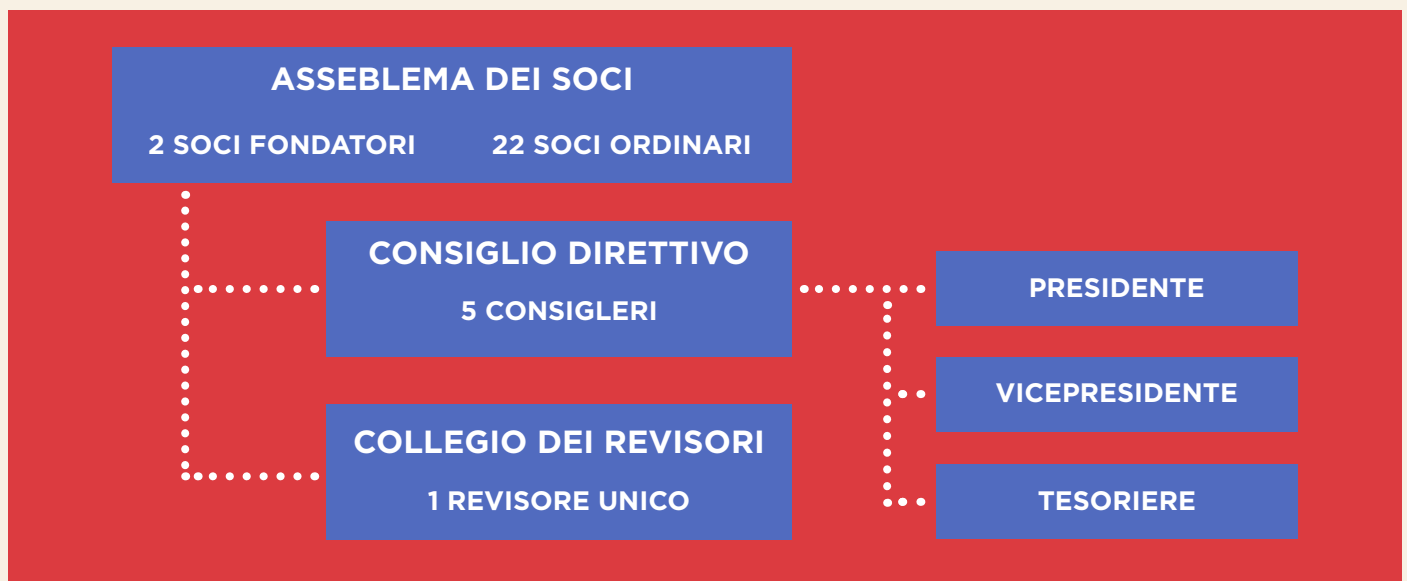 ASSEBLEMA DEI SOCI
2 SOCI FONDATORI 22 SOCI ORDINARI
CONSIGLIO DIRETTIVO
5 CONSIGLERI
COLLEGIO DEI REVISORI
1 REVISORE UNICO
PRESIDENTE
VICEPRESIDENTE
TESORIERE